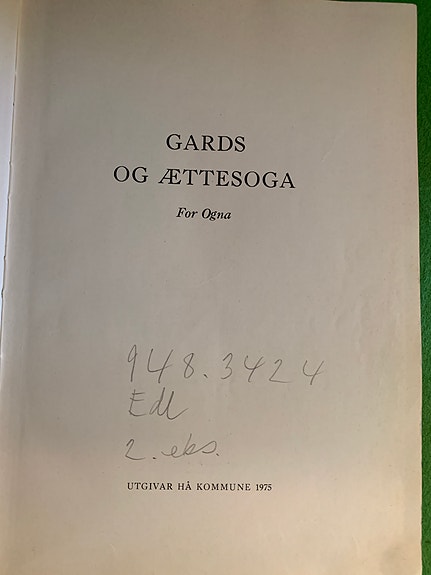 GARDS
OG ÆTTESOGA
For Ogna
948.3424
Edl
2. eks.
UTGIVAR HÅ KOMMUNE 1975